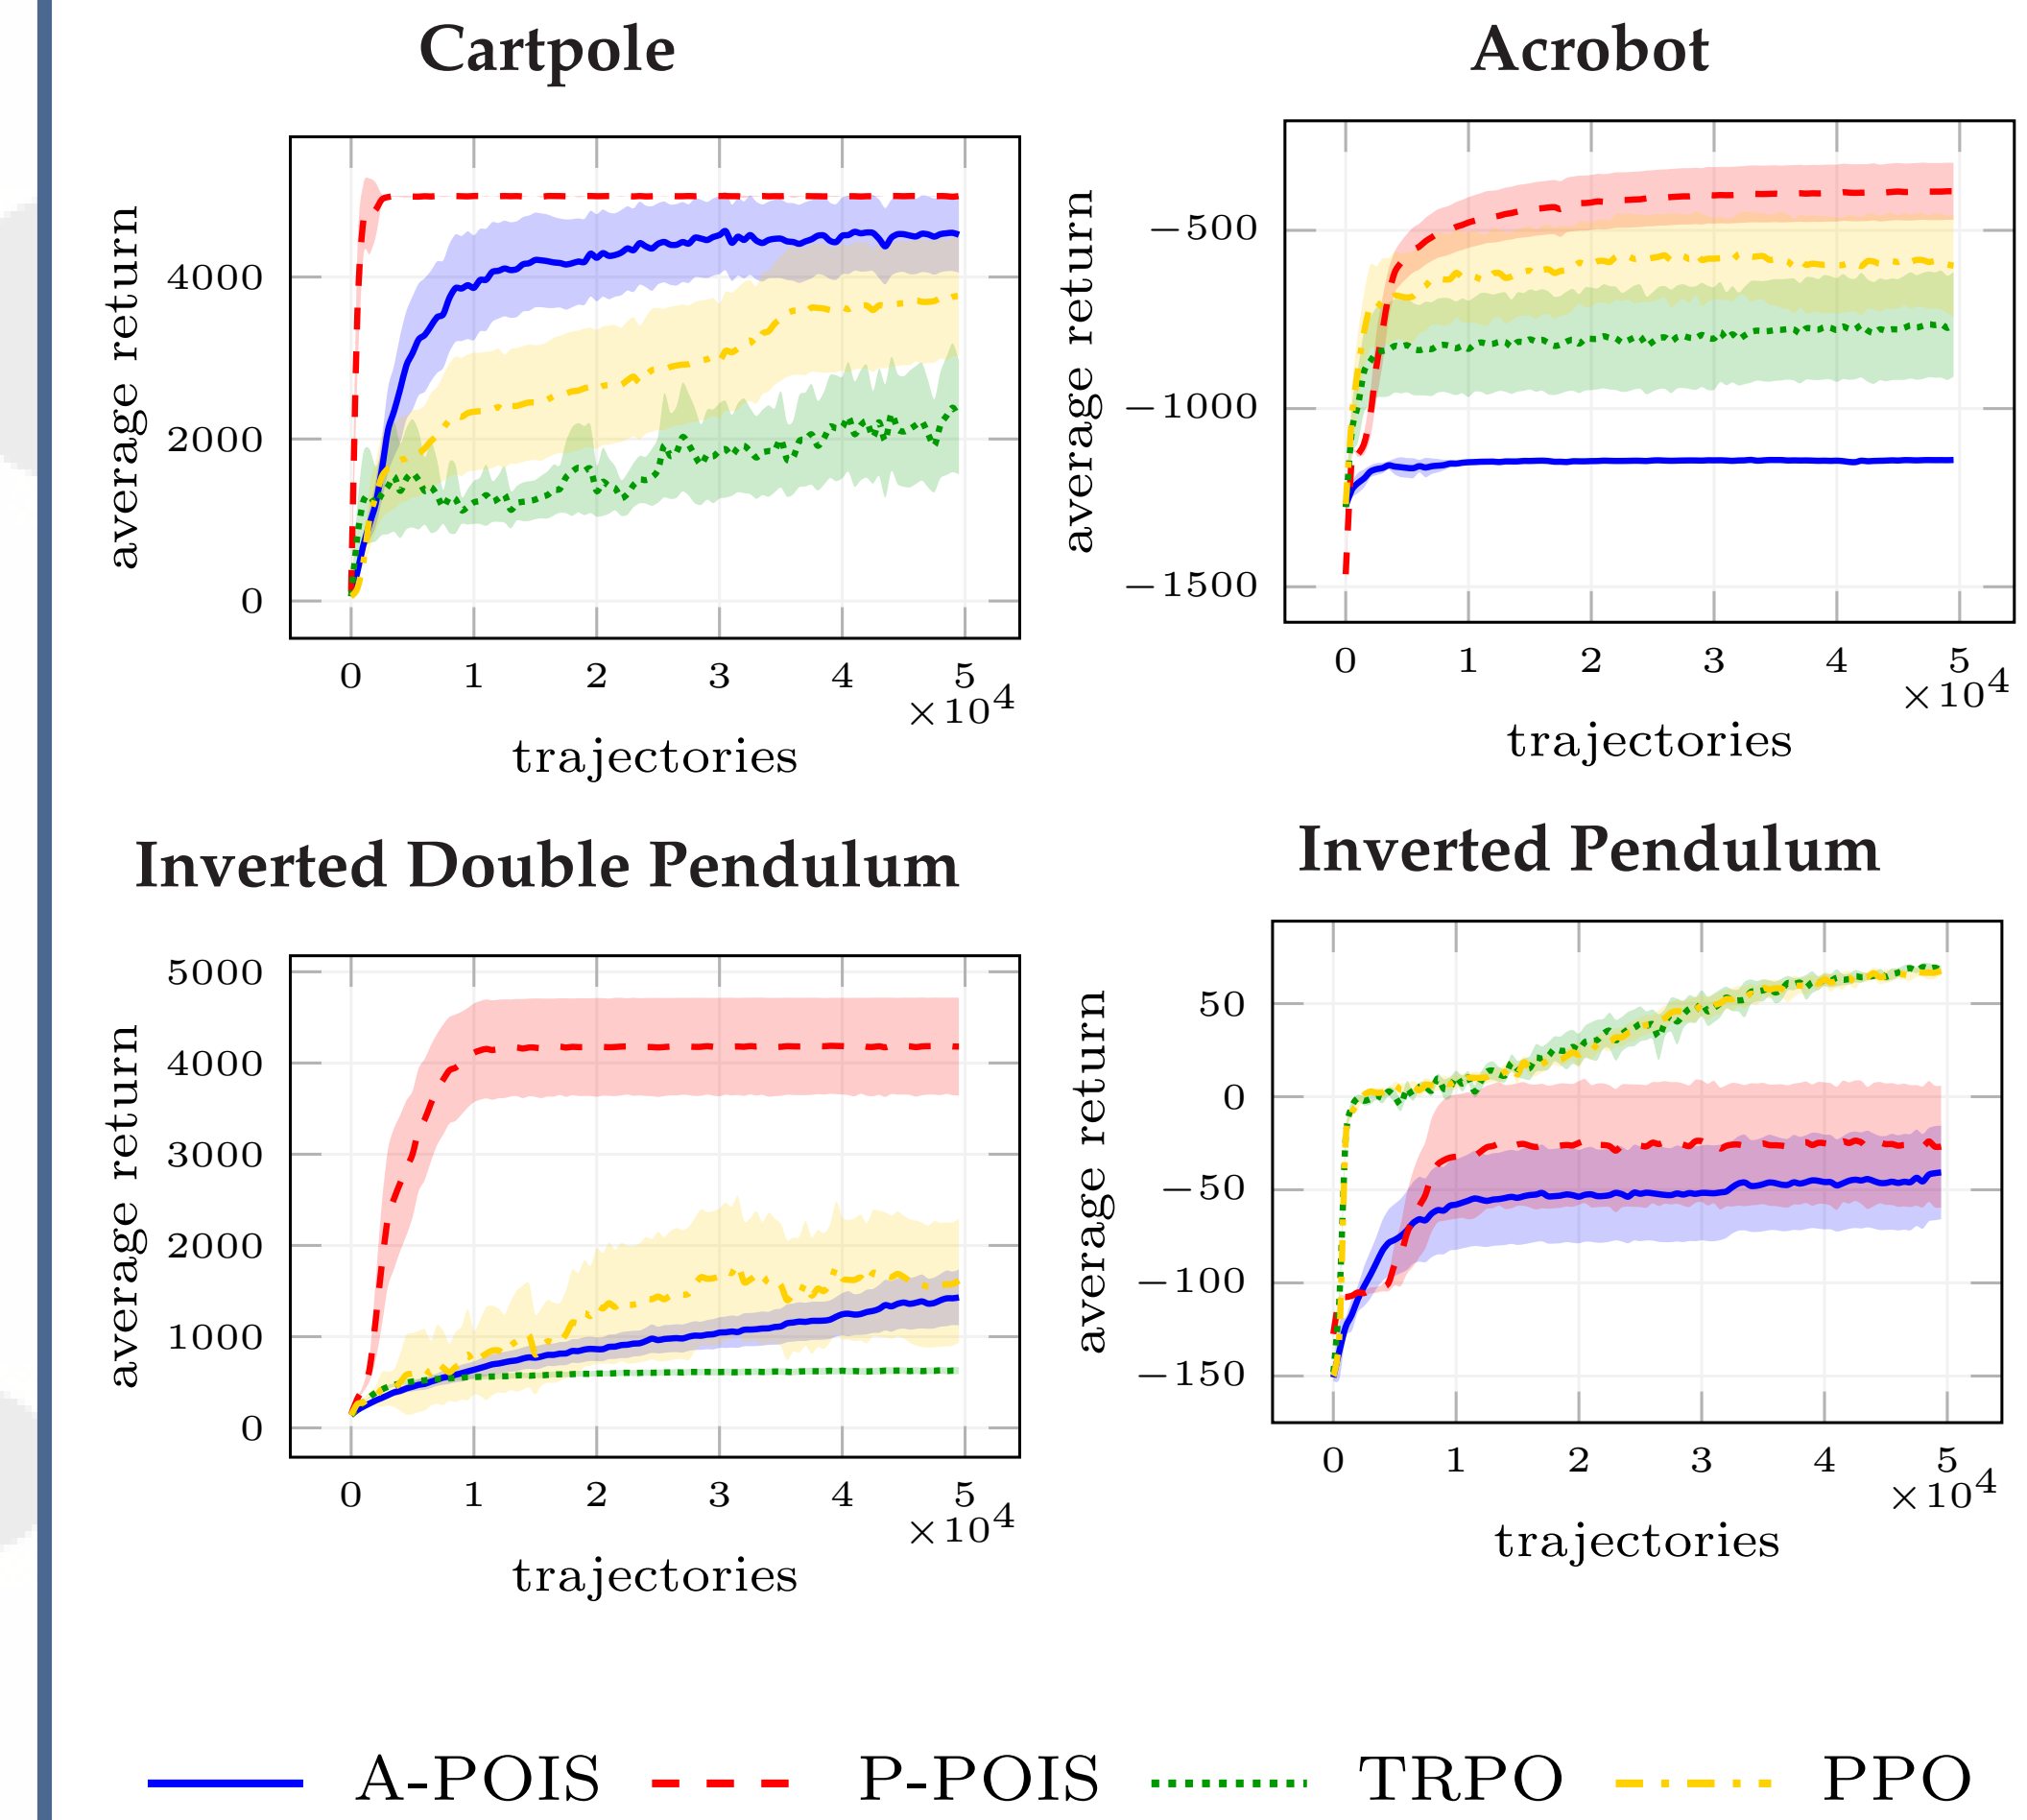 Cartpole
average return
4000
2000
0
0 1 2 3 4 5
×10^4
trajectories
Acrobot
average return
−500
−1000
−1500
0 1 2 3 4 5
×10^4
trajectories
Inverted Double Pendulum
average return
5000
4000
3000
2000
1000
0
0 1 2 3 4 5
×10^4
trajectories
Inverted Pendulum
average return
50
0
−50
−100
−150
0 1 2 3 4 5
×10^4
trajectories
A-POIS P-POIS TRPO PPO